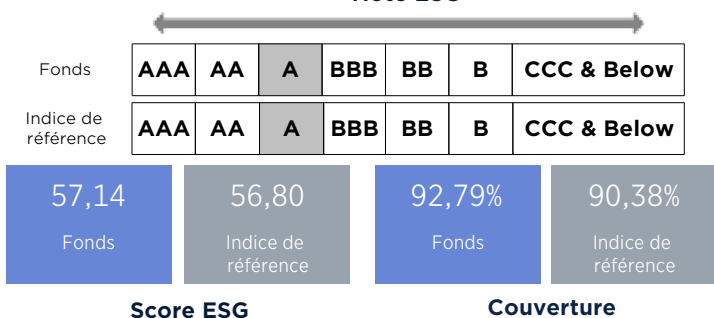 Note ESG
Fonds AAA AA A BBB BB B CCC & Below
Indice de
référence AAA AA A BBB BB B CCC & Below
57,14 56,80 92,79% 90,38%
Fonds Indice de Fonds Indice de
référence référence
Score ESG Couverture